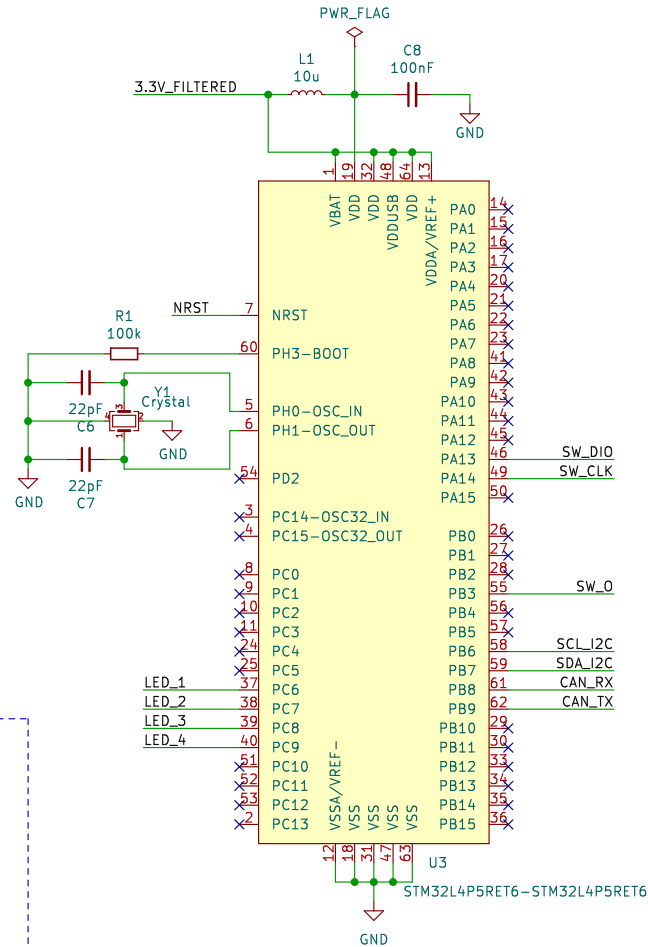 PWR_FLAG
L1
10u
C8
100nF
3.3V_FILTERED
GND
1
19
32
48
64
13
VBAT
VDD
VDD
VDDUSB
VDD
VDDA/VREF+
PA0 14
PA1 15
PA2 16
PA3 17
PA4 20
PA5 21
PA6 22
PA7 23
PA8 41
PA9 42
PA10 43
PA11 44
PA12 45
PA13 46 SW_DIO
PA14 49 SW_CLK
PA15 50
PB0 26
PB1 27
PB2 28
PB3 55 SW_O
PB4 56
PB5 57
PB6 58 SCL_I2C
PB7 59 SDA_I2C
PB8 61 CAN_RX
PB9 62 CAN_TX
PB10 29
PB11 30
PB12 33
PB13 34
PB14 35
PB15 36
NRST 7 NRST
R1
100k
60 PH3-BOOT
22pF
C6
Y1
Crystal
3
4
2
1
GND
22pF
C7
GND
5 PH0-OSC_IN
6 PH1-OSC_OUT
54 PD2
3 PC14-OSC32_IN
4 PC15-OSC32_OUT
8 PC0
9 PC1
10 PC2
11 PC3
24 PC4
25 PC5
LED_1 37 PC6
LED_2 38 PC7
LED_3 39 PC8
LED_4 40 PC9
51 PC10
52 PC11
53 PC12
2 PC13
VSSA/VREF-
VSS
VSS
VSS
VSS
12
18
31
47
63
U3
STM32L4P5RET6-STM32L4P5RET6
GND